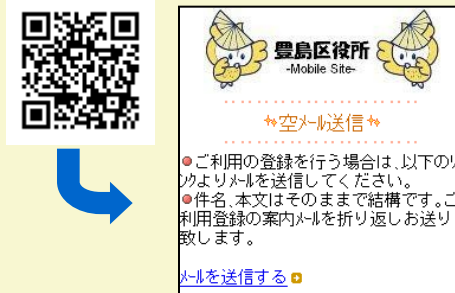 豊島区役所
-Mobile Site-
空メール送信
●ご利用の登録を行う場合は、以下のリ
ンクよりメールを送信してください。
●件名、本文はそのままで結構です。ご
利用登録の案内メールを折り返しお送り
致します。
メールを送信する